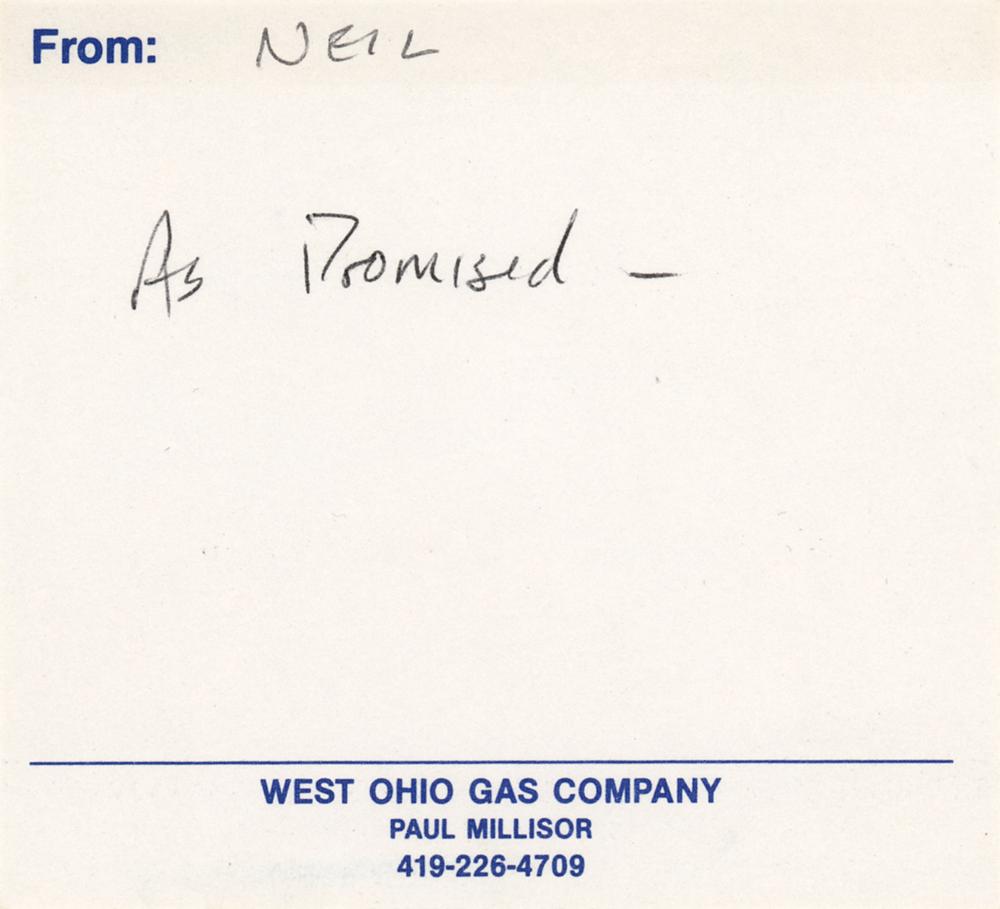 From: NEIL
As Promised -
WEST OHIO GAS COMPANY
PAUL MILLISOR
419-226-4709